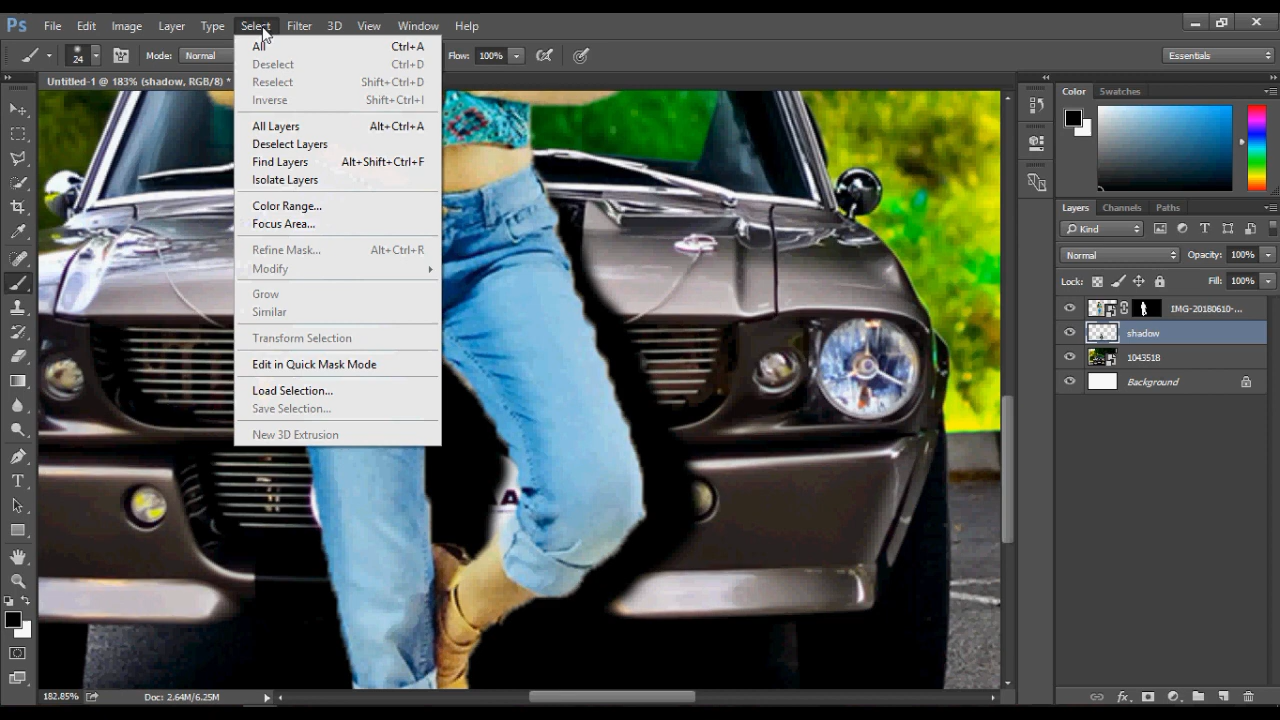 Ps File Edit Image Layer Type Select Filter 3D View Window Help
24 Mode: Normal Flow: 100% Essentials
Untitled-1 @ 183% (shadow, RGB/8) *
All Ctrl+A
Deselect Ctrl+D
Reselect Shift+Ctrl+D
Inverse Shift+Ctrl+I
All Layers Alt+Ctrl+A
Deselect Layers
Find Layers Alt+Shift+Ctrl+F
Isolate Layers
Color Range...
Focus Area...
Refine Mask... Alt+Ctrl+R
Modify
Grow
Similar
Transform Selection
Edit in Quick Mask Mode
Load Selection...
Save Selection...
New 3D Extrusion
Color Swatches
Layers Channels Paths
Kind
Normal Opacity: 100%
Lock: Fill: 100%
IMG-20180610-...
shadow
104351B
Background
182.85% Doc: 2.64M/6.25M